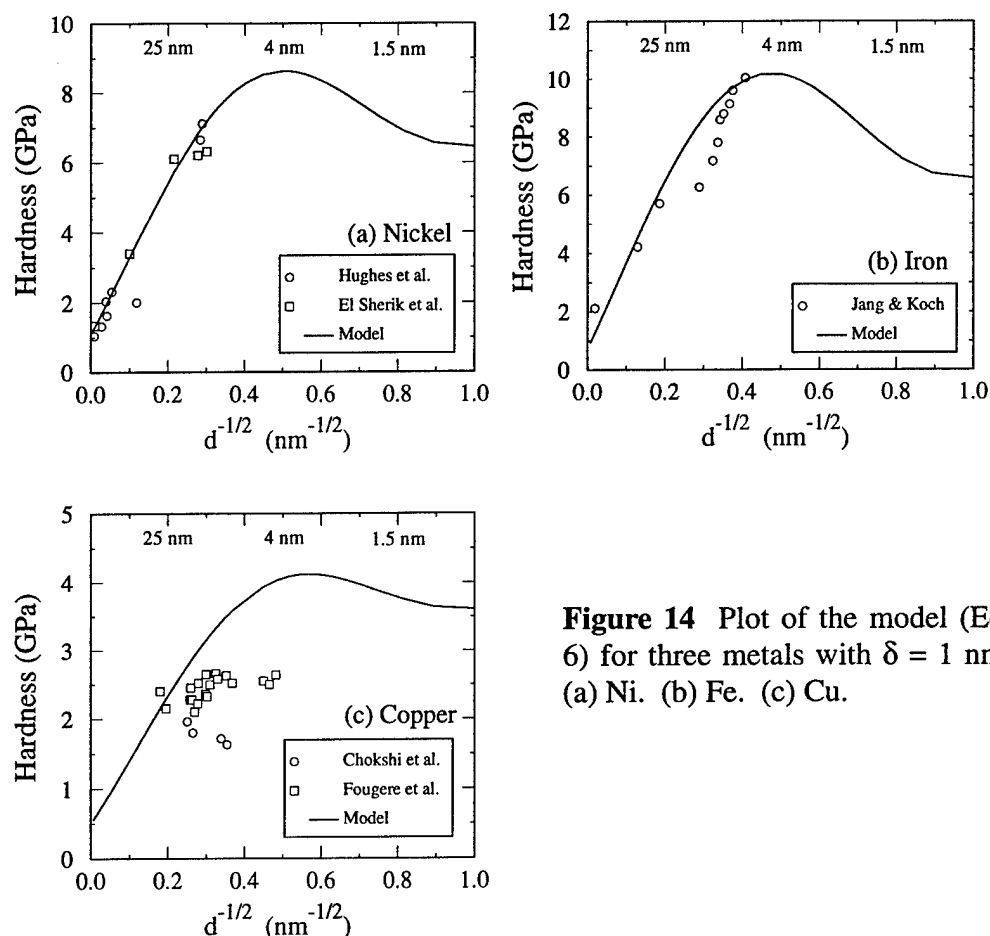 10
8
6
4
2
0
Hardness (GPa)
25 nm 4 nm 1.5 nm
(a) Nickel
Hughes et al.
El Sherik et al.
Model
0.0 0.2 0.4 0.6 0.8 1.0
d^-1/2 (nm^-1/2)
12
10
8
6
4
2
0
Hardness (GPa)
25 nm 4 nm 1.5 nm
(b) Iron
Jang & Koch
Model
0.0 0.2 0.4 0.6 0.8 1.0
d^-1/2 (nm^-1/2)
5
4
3
2
1
0
Hardness (GPa)
25 nm 4 nm 1.5 nm
(c) Copper
Chokshi et al.
Fougere et al.
Model
0.0 0.2 0.4 0.6 0.8 1.0
d^-1/2 (nm^-1/2)
Figure 14 Plot of the model (E
6) for three metals with δ = 1 nm
(a) Ni. (b) Fe. (c) Cu.